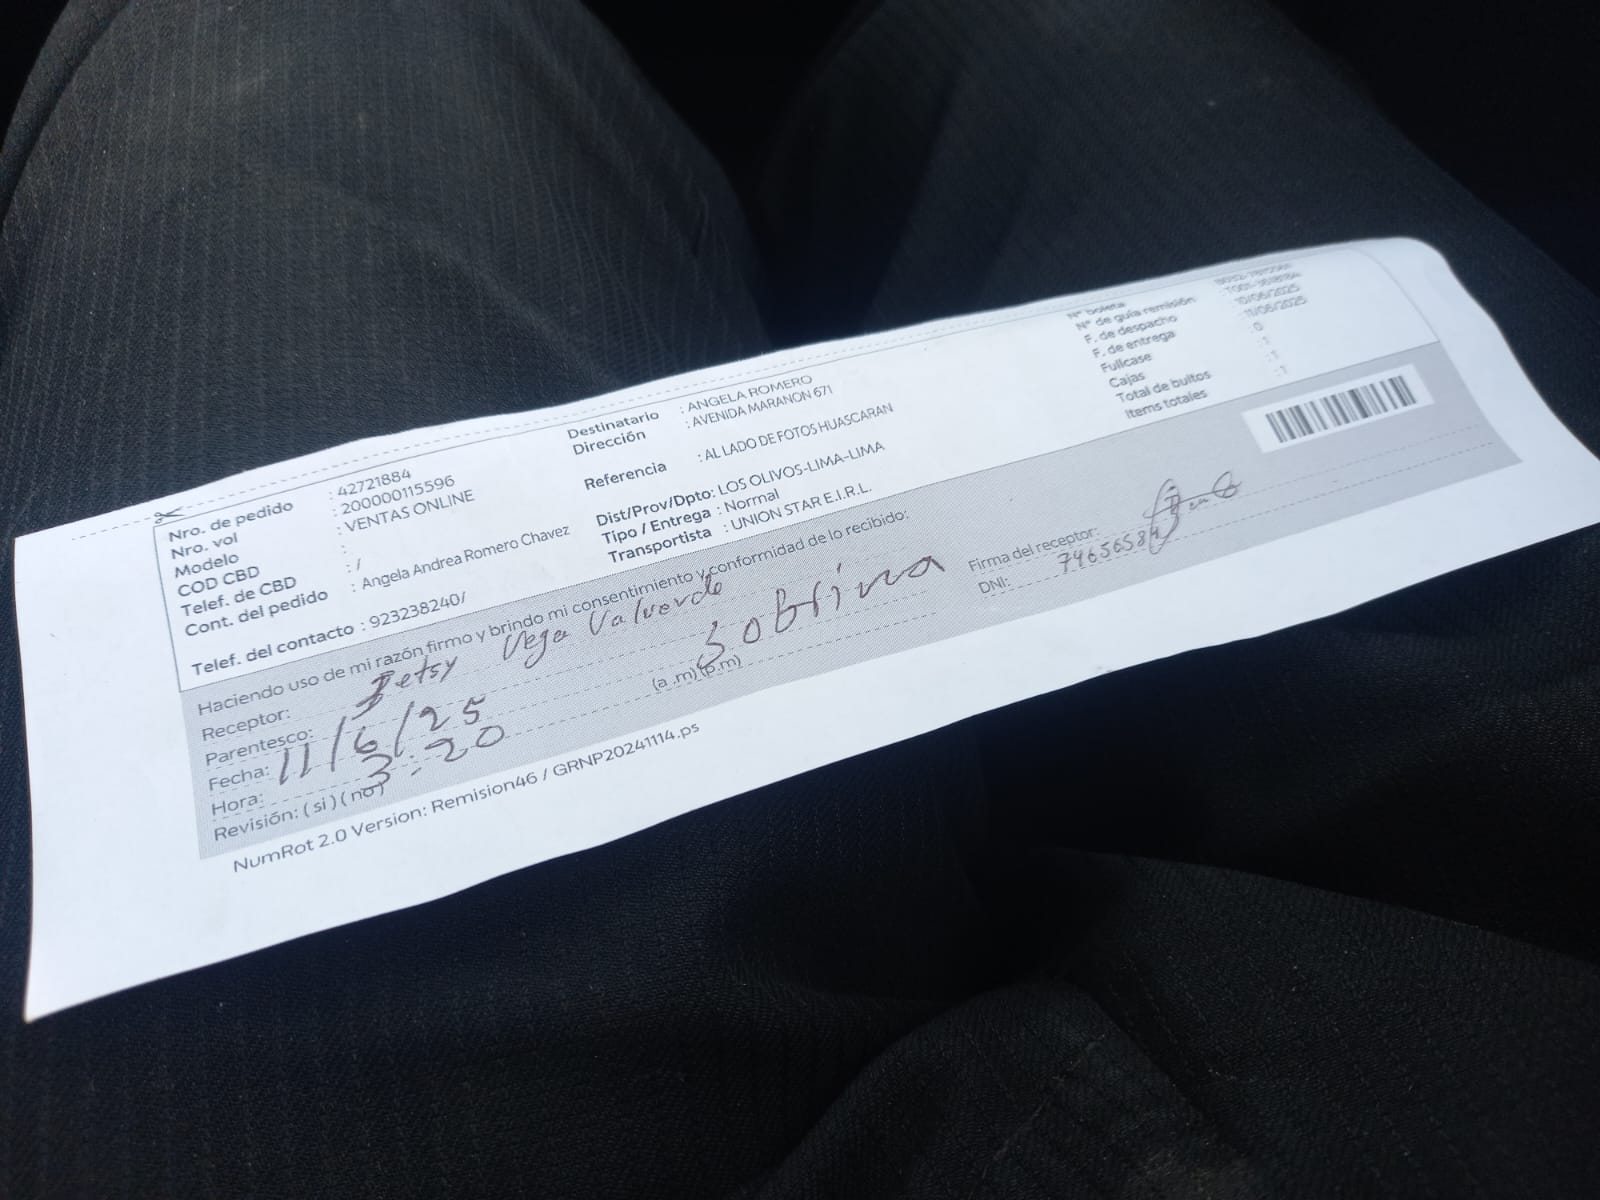 Nro. de pedido : 42721884
Nro. vol : 200000115596
Modelo : VENTAS ONLINE
COD CBD :
Telef. de CBD : /
Cont. del pedido : Angela Andrea Romero Chavez
Telef. del contacto : 923238240/
Destinatario : ANGELA ROMERO
Dirección : AVENIDA MARANON 671
Referencia : AL LADO DE FOTOS HUASCARAN
Dist/Prov/Dpto: LOS OLIVOS-LIMA-LIMA
Tipo / Entrega : Normal
Transportista : UNION STAR E.I.R.L.
N° boleta
N° de guía remisión
F. de despacho : 10/06/2025
F. de entrega : 11/06/2025
Fullcase : 0
Cajas : 1
Total de bultos : 1
Items totales : 1
Haciendo uso de mi razón firmo y brindo mi consentimiento y conformidad de lo recibido:
Receptor: Betsy Vega Valverde
Parentesco: Sobrina
Fecha: 11/6/25
Hora: 3:20 (a .m) (p.m)
Revisión: (si) (no)
Firma del receptor:
DNI:
NumRot 2.0 Version: Remision46 / GRNP20241114.ps